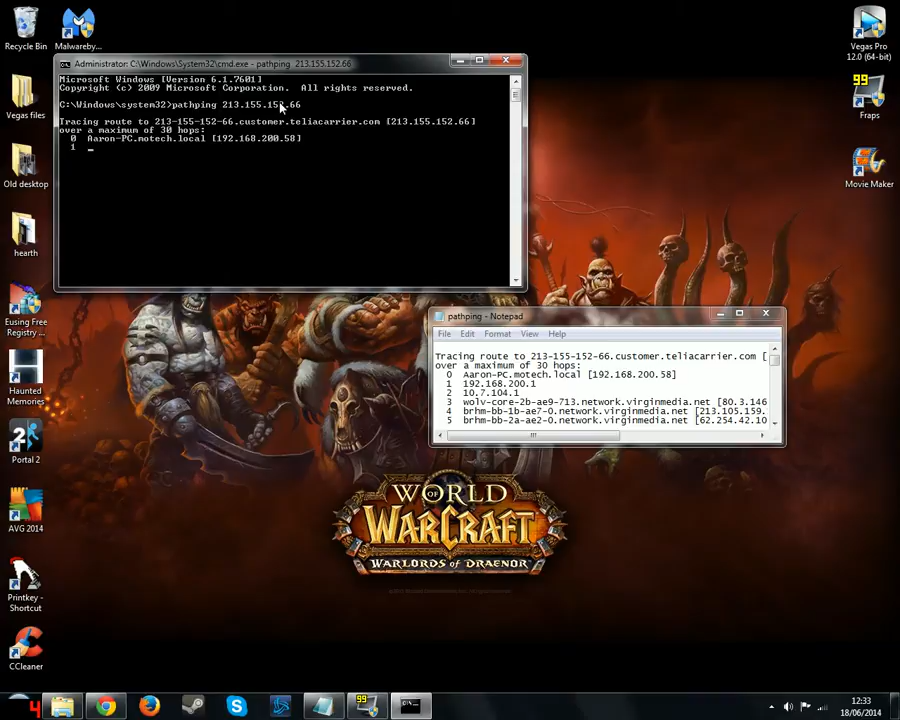 Recycle Bin
Malwareby...
Vegas files
Old desktop
hearth
Eusing Free
Registry ...
Haunted
Memories
Portal 2
AVG 2014
Printkey -
Shortcut
CCleaner
Administrator: C:\Windows\System32\cmd.exe - pathping 213.155.152.66
Microsoft Windows [Version 6.1.7601]
Copyright (c) 2009 Microsoft Corporation. All rights reserved.
C:\Windows\system32>pathping 213.155.152.66
Tracing route to 213-155-152-66.customer.teliacarrier.com [213.155.152.66]
over a maximum of 30 hops:
0 Aaron-PC.motech.local [192.168.200.58]
1
Vegas Pro
12.0 (64-bit)
99
Fraps
Movie Maker
pathping - Notepad
File Edit Format View Help
Tracing route to 213-155-152-66.customer.teliacarrier.com [
over a maximum of 30 hops:
0 Aaron-PC.motech.local [192.168.200.58]
1 192.168.200.1
2 10.7.104.1
3 wolv-core-2b-ae9-713.network.virginmedia.net [80.3.146
4 brhm-bb-1b-ae7-0.network.virginmedia.net [213.105.159.
5 brhm-bb-2a-ae2-0.network.virginmedia.net [62.254.42.10
WORLD
OF
WARCRAFT
WARLORDS OF DRAENOR
4
99
12:33
18/06/2014